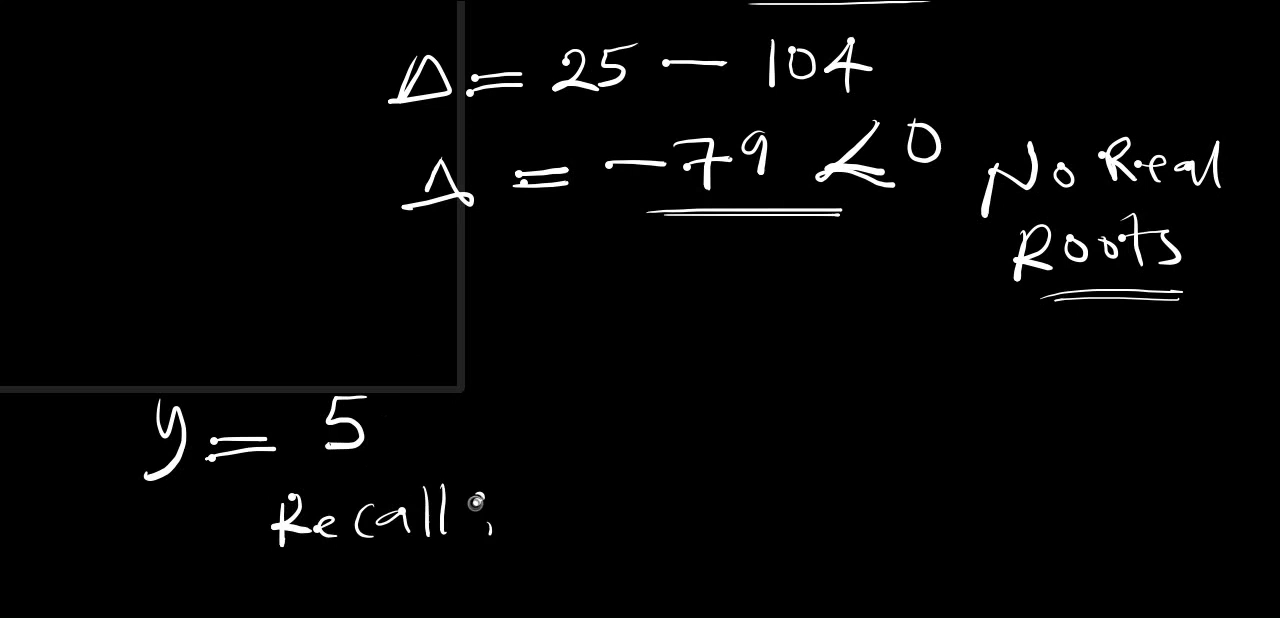 Δ = 25 - 104
Δ = -79 < 0 No Real
Roots
y = 5
Recall: